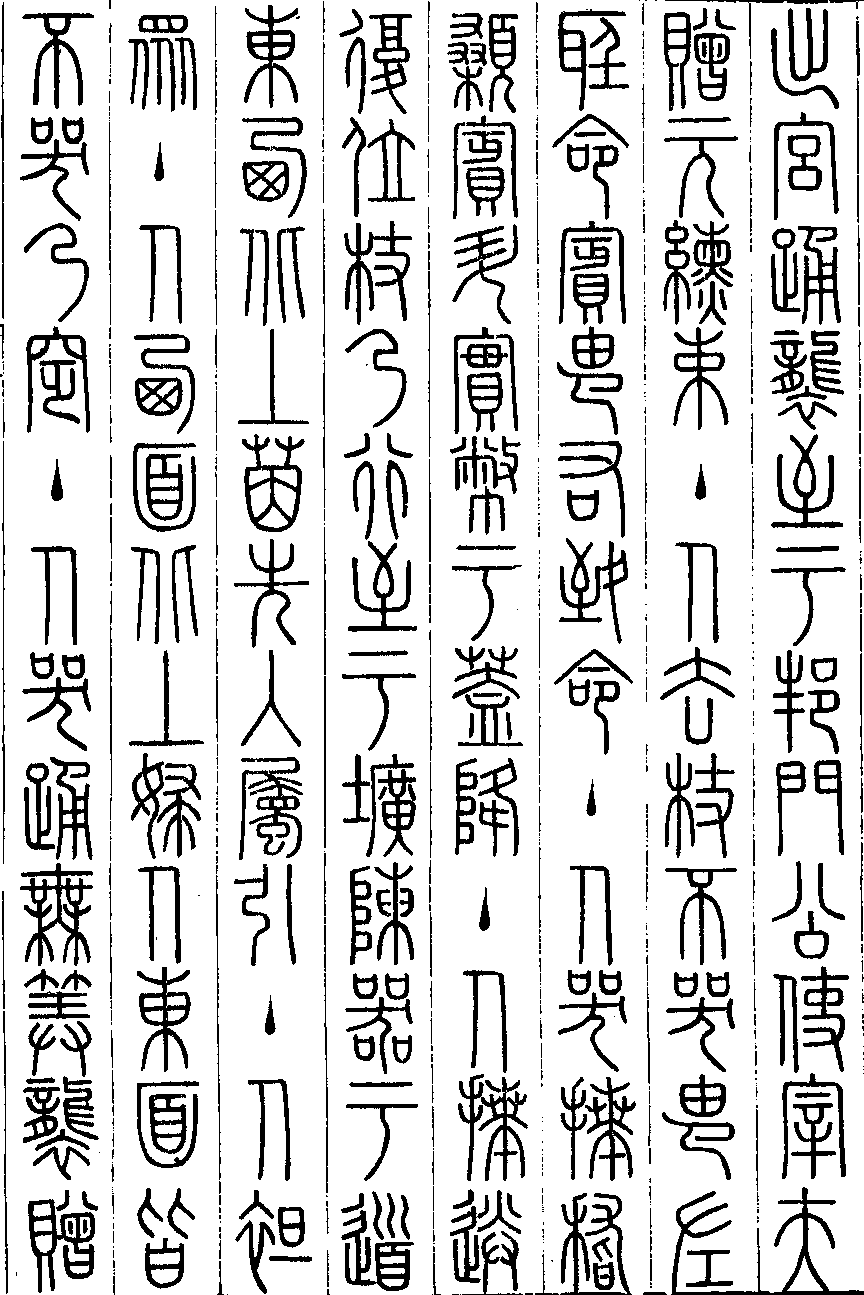 出宮踊襲至于邦門公使宰夫
贈玄纁束主人去杖不哭由左
聽命賓由右致命主人哭拜稽
顙賓升實幣于蓋降主人拜送
復位杖乃行至于壙陳器于道
東西北上茵先入屬引主人袒
眾主人西面北上婦人東面皆
不哭乃窆主人哭踊無筭襲贈